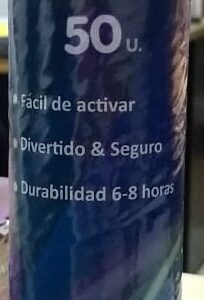 50 U.
• Fácil de activar
• Divertido & Seguro
• Durabilidad 6-8 horas